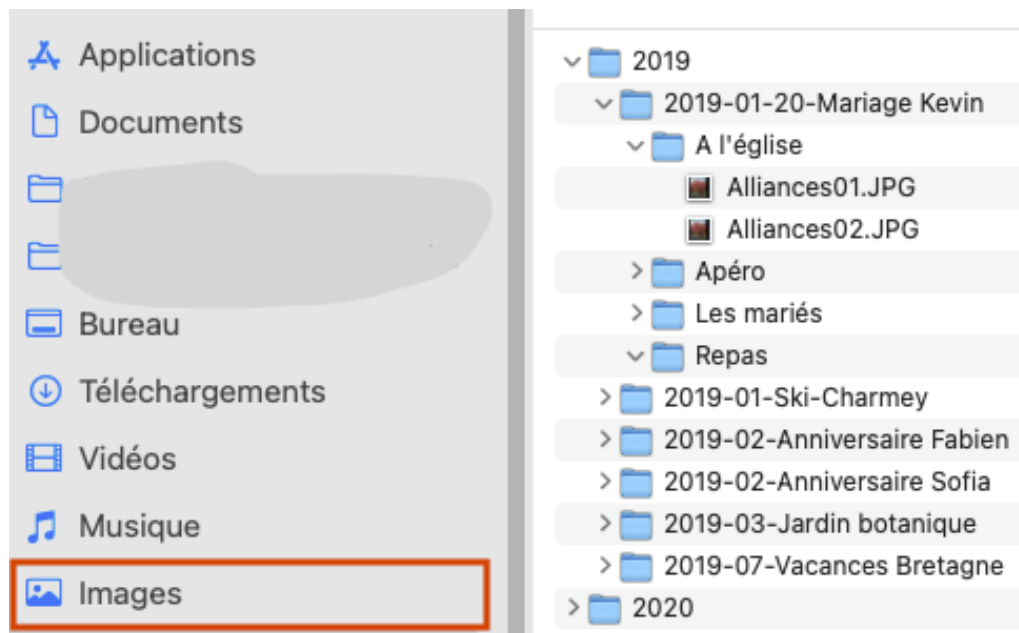 Applications
Documents
Bureau
Téléchargements
Vidéos
Musique
Images
2019
2019-01-20-Mariage Kevin
A l'église
Alliances01.JPG
Alliances02.JPG
Apéro
Les mariés
Repas
2019-01-Ski-Charmey
2019-02-Anniversaire Fabien
2019-02-Anniversaire Sofia
2019-03-Jardin botanique
2019-07-Vacances Bretagne
2020